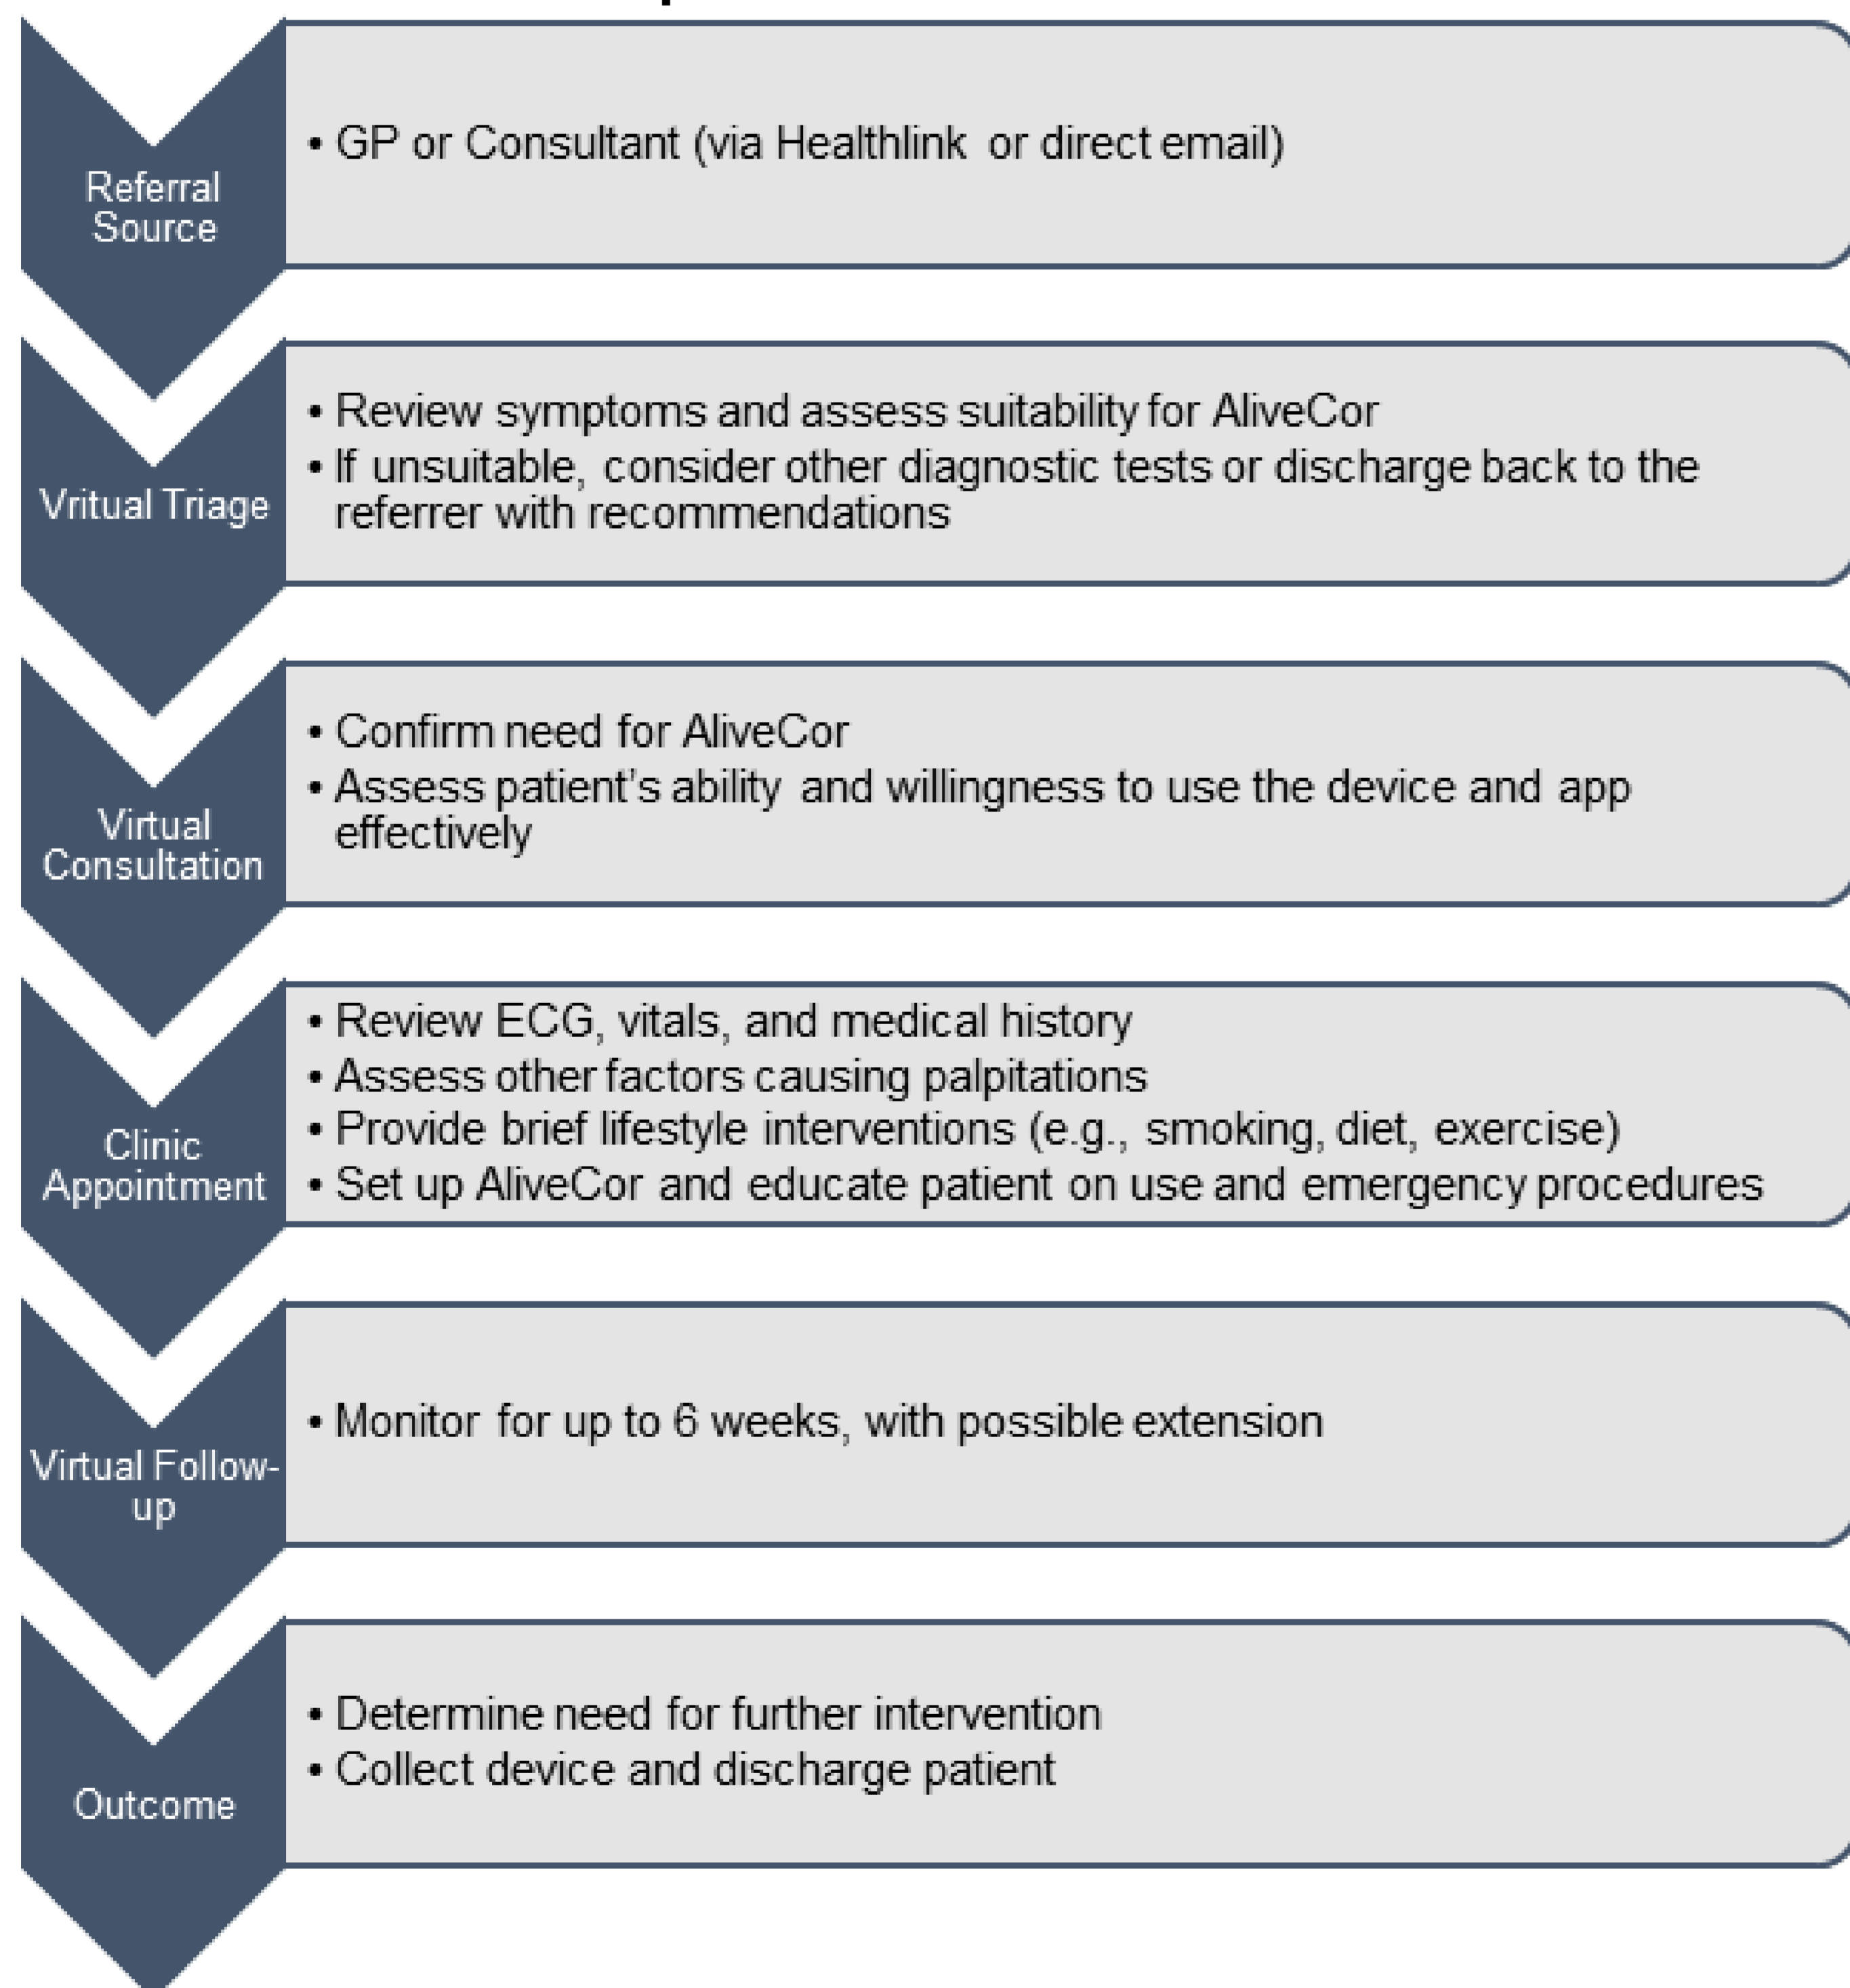 Referral
Source
• GP or Consultant (via Healthlink or direct email)
Vritual Triage
• Review symptoms and assess suitability for AliveCor
• If unsuitable, consider other diagnostic tests or discharge back to the
referrer with recommendations
Virtual
Consultation
• Confirm need for AliveCor
• Assess patient's ability and willingness to use the device and app
effectively
Clinic
Appointment
• Review ECG, vitals, and medical history
• Assess other factors causing palpitations
• Provide brief lifestyle interventions (e.g., smoking, diet, exercise)
• Set up AliveCor and educate patient on use and emergency procedures
Virtual Follow-
up
• Monitor for up to 6 weeks, with possible extension
Outcome
• Determine need for further intervention
• Collect device and discharge patient